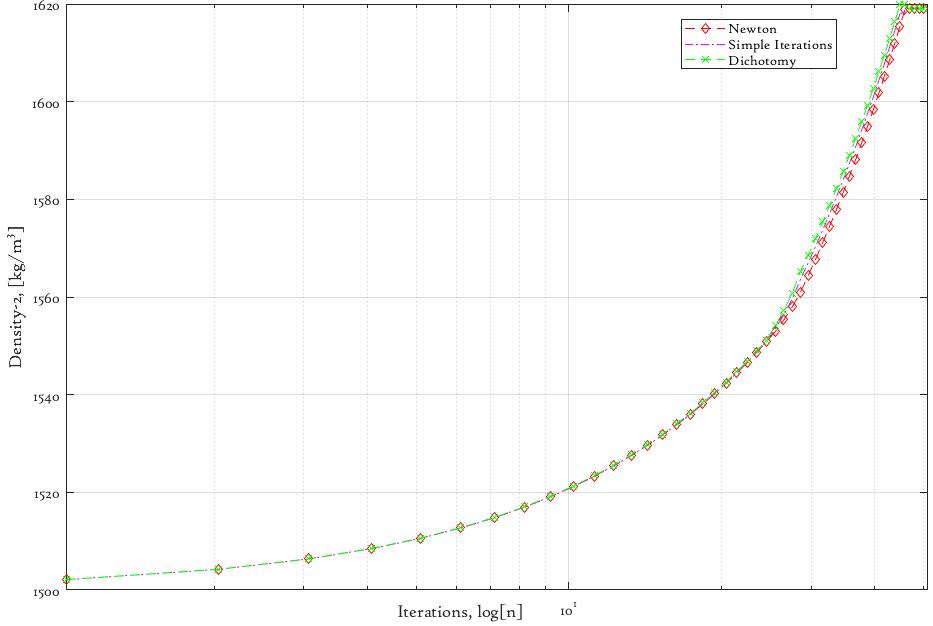 1620
1600
1580
1560
1540
1520
1500
Density-2, [kg/m³]
Newton
Simple Iterations
Dichotomy
Iterations, log[n]
10¹